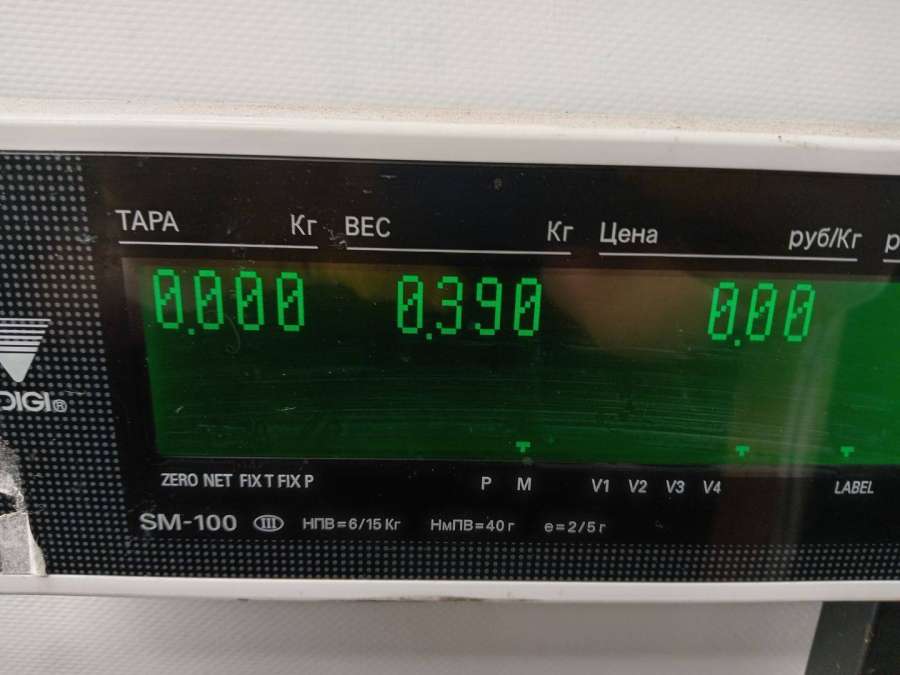 ТАРА Кг ВЕС Кг Цена руб/Кг
0.000 0.390 0.00
DIGI®
ZERO NET FIX T FIX P P M V1 V2 V3 V4 LABEL
SM-100 III НПВ=6/15 Кг НмПВ=40 г e=2/5 г